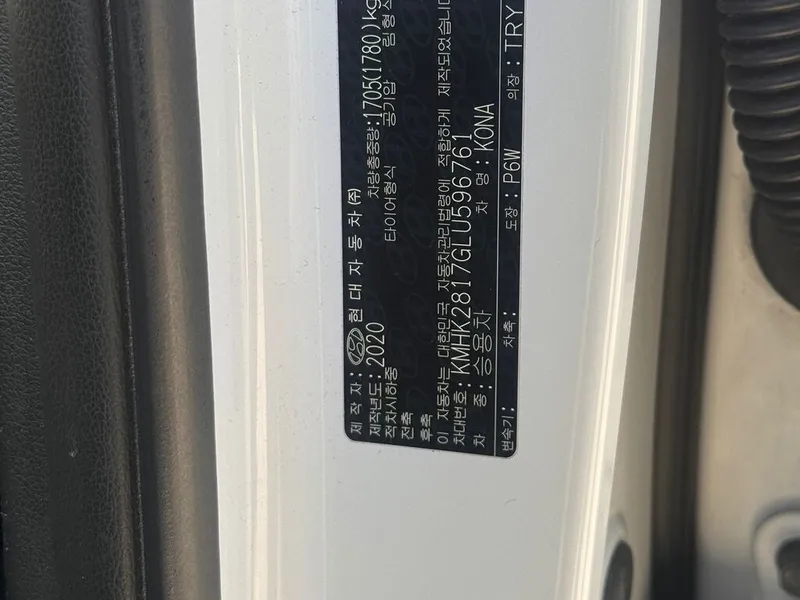 제 작 자 : 현 대 자 동 차 (주)
제작년도 : 2020 차량총중량 : 1705(1780)kg
적차시하중 타이어형식 공기압 림형식
전축
후축
이 자동차는 대한민국 자동차관리법령에 적합하게 제작되었습니
차대번호 : KMHK2817GLU596761
차 종 : 승용차 차 명 : KONA
변속기 : 차축 : 도장 : P6W 의장 : TRY